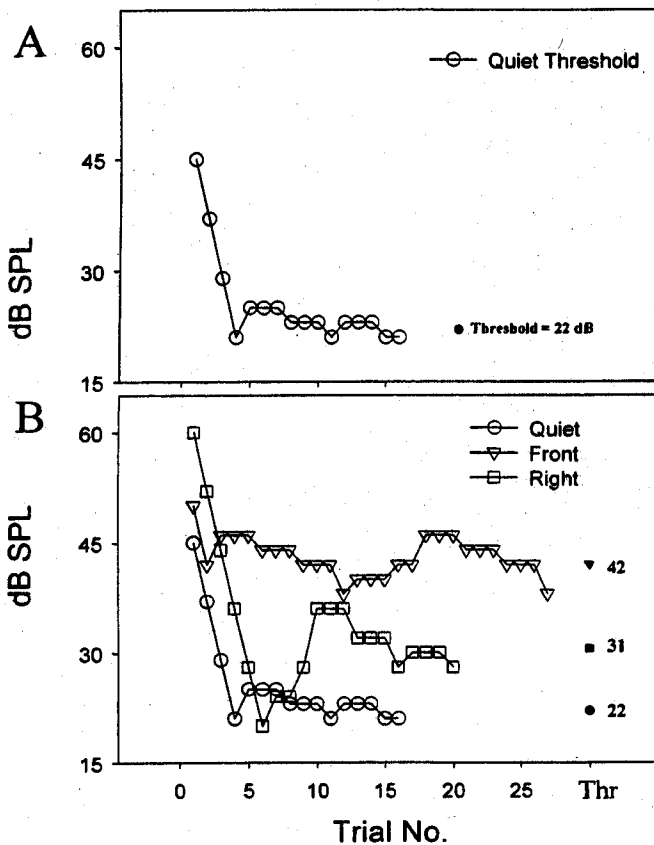 A
60
Quiet Threshold
45
dB SPL
30
Threshold = 22 dB
15
B
60
Quiet
Front
Right
45
dB SPL
42
30
31
22
15
0 5 10 15 20 25 Thr
Trial No.